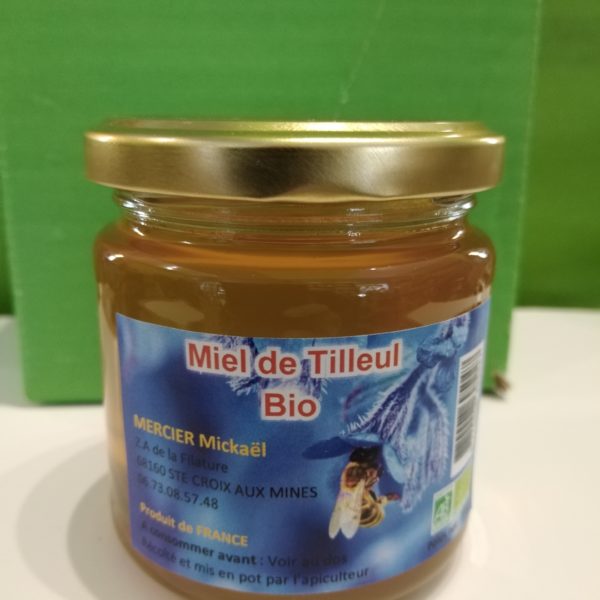 Miel de Tilleul
Bio
MERCIER Mickaël
Z.A de la Filature
68160 STE CROIX AUX MINES
06.73.08.57.48
Produit de FRANCE
A consommer avant : Voir au dos
Récolté et mis en pot par l'apiculteur